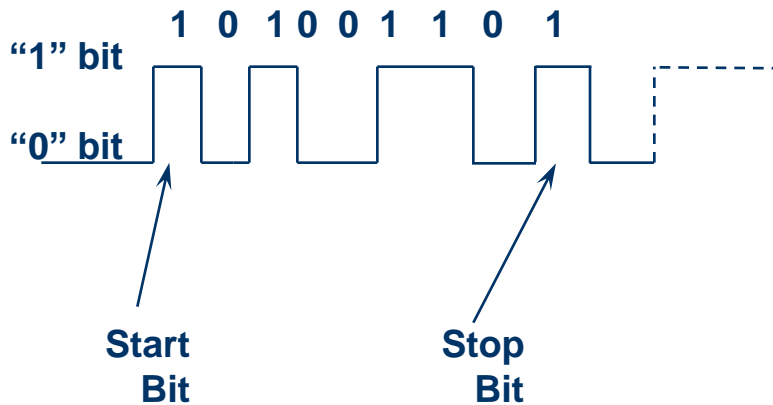 1 0 1 0 0 1 1 0 1
“1” bit
“0” bit
Start
Bit
Stop
Bit